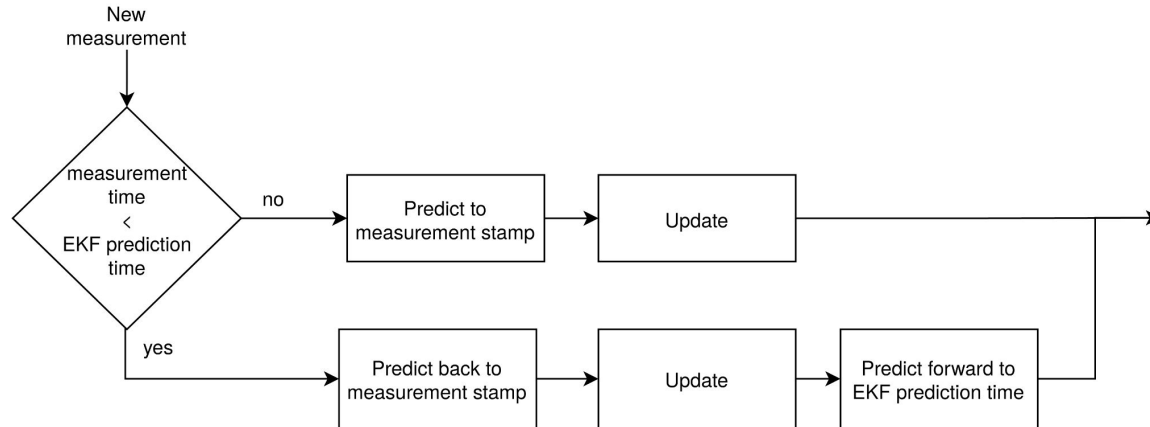 New
measurement
measurement
time
<
EKF prediction
time
no
Predict to
measurement stamp
Update
yes
Predict back to
measurement stamp
Update
Predict forward to
EKF prediction time